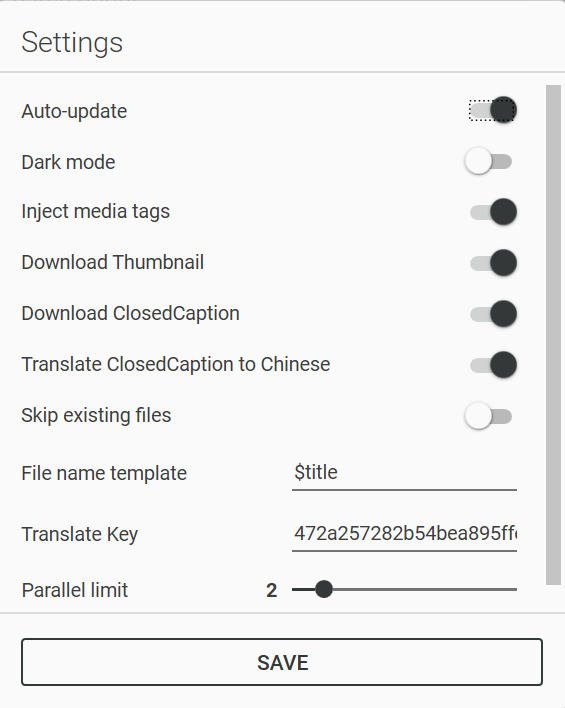 Settings
Auto-update
Dark mode
Inject media tags
Download Thumbnail
Download ClosedCaption
Translate ClosedCaption to Chinese
Skip existing files
File name template $title
Translate Key 472a257282b54bea895ff
Parallel limit 2
SAVE